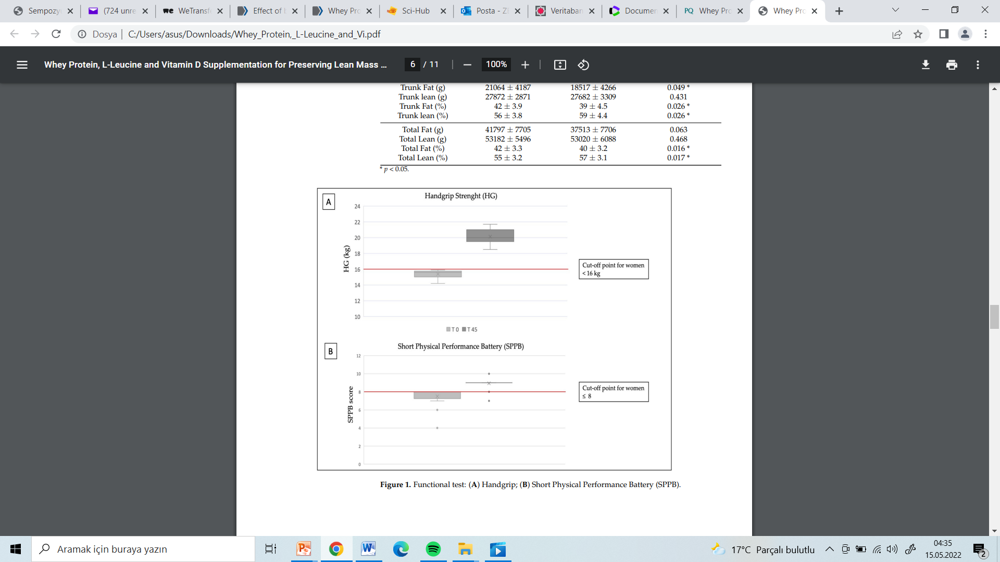 Sempozy
(724 unre
WeTransf
Effect of b
Whey Pro
Sci-Hub
Posta - Z
Veritaban
Documen
PQ Whey Pro
Whey Pro
Dosya C:/Users/asus/Downloads/Whey_Protein,_L-Leucine_and_Vi.pdf
Whey Protein, L-Leucine and Vitamin D Supplementation for Preserving Lean Mass ... 6 / 11 100%
Trunk Fat (g) 21064 ± 4187 18517 ± 4266 0.049 *
Trunk lean (g) 27872 ± 2871 27682 ± 3309 0.431
Trunk Fat (%) 42 ± 3.9 39 ± 4.5 0.026 *
Trunk lean (%) 56 ± 3.8 59 ± 4.4 0.026 *
Total Fat (g) 41797 ± 7705 37513 ± 7706 0.063
Total Lean (g) 53182 ± 5496 53020 ± 6088 0.468
Total Fat (%) 42 ± 3.3 40 ± 3.2 0.016 *
Total Lean (%) 55 ± 3.2 57 ± 3.1 0.017 *
* p < 0.05.
A
Handgrip Strenght (HG)
24
22
20
18
16
14
12
10
HG (kg)
Cut-off point for women
< 16 kg
T 0 T 45
B
Short Physical Performance Battery (SPPB)
12
10
8
6
4
2
0
SPPB score
Cut-off point for women
≤ 8
Figure 1. Functional test: (A) Handgrip; (B) Short Physical Performance Battery (SPPB).
Aramak için buraya yazın
17°C Parçalı bulutlu
04:35
15.05.2022
2